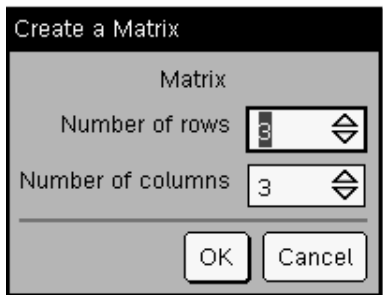 Create a Matrix
Matrix
Number of rows 3
Number of columns 3
OK Cancel